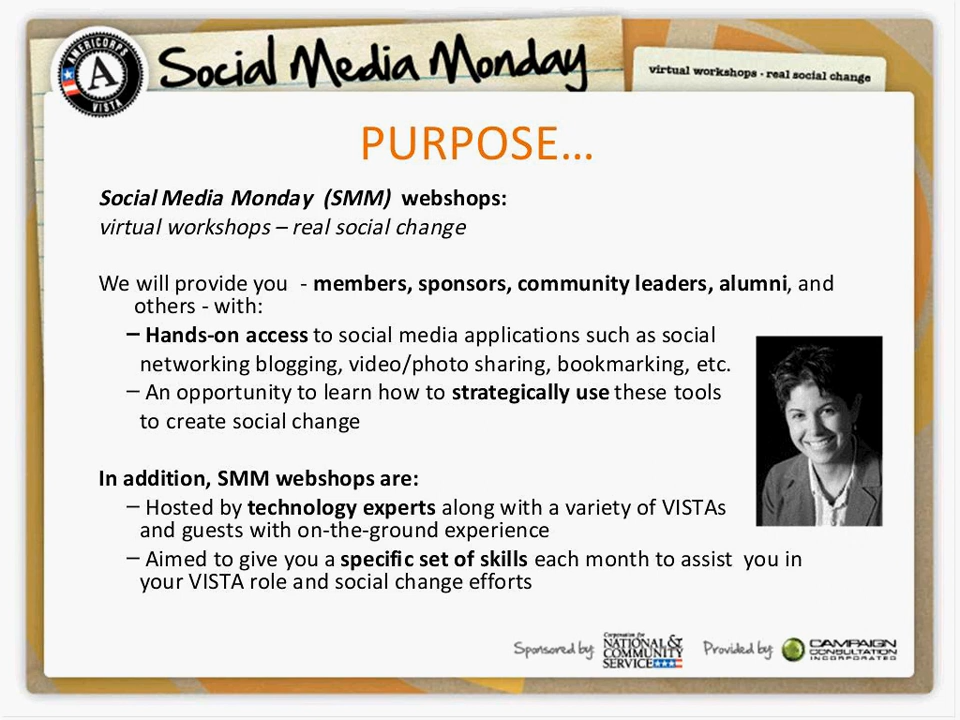 AMERICORPS
A
VISTA
Social Media Monday
virtual workshops · real social change
PURPOSE…
Social Media Monday (SMM) webshops:
virtual workshops – real social change
We will provide you - members, sponsors, community leaders, alumni, and
others - with:
– Hands-on access to social media applications such as social
networking blogging, video/photo sharing, bookmarking, etc.
– An opportunity to learn how to strategically use these tools
to create social change
In addition, SMM webshops are:
– Hosted by technology experts along with a variety of VISTAs
and guests with on-the-ground experience
– Aimed to give you a specific set of skills each month to assist you in
your VISTA role and social change efforts
Sponsored by:
Corporation for
NATIONAL &
COMMUNITY
SERVICE
Provided by:
CAMPAIGN
CONSULTATION
INCORPORATED